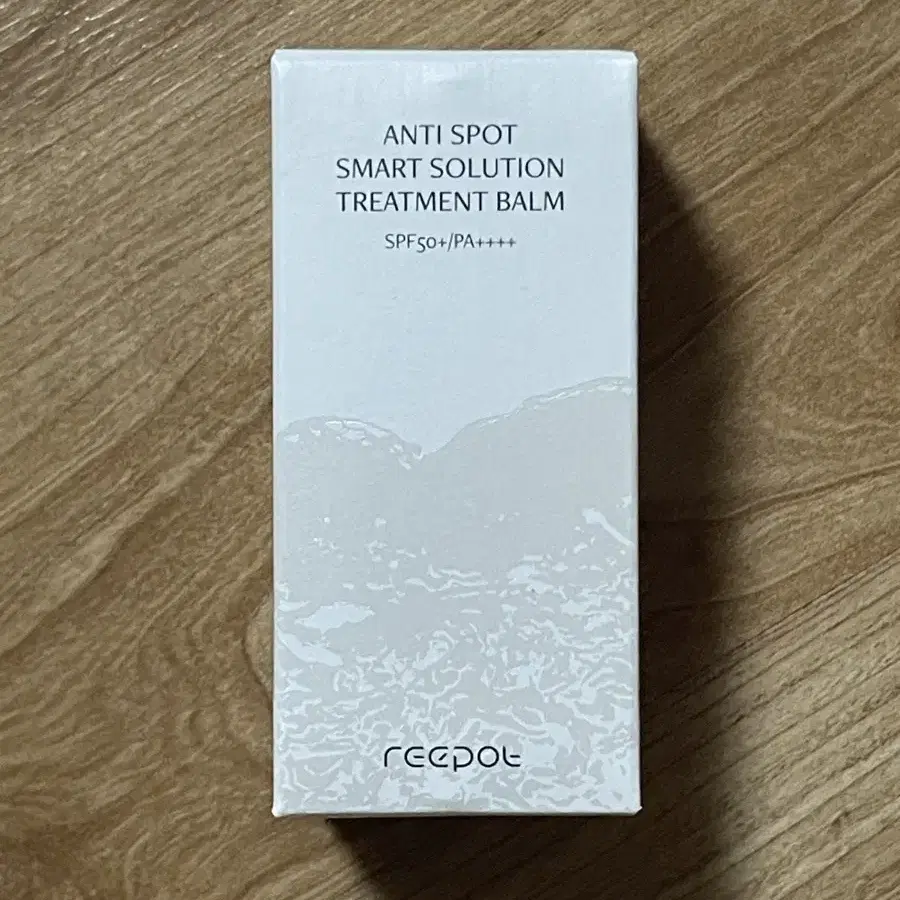 ANTI SPOT
SMART SOLUTION
TREATMENT BALM
SPF50+/PA++++
reepot